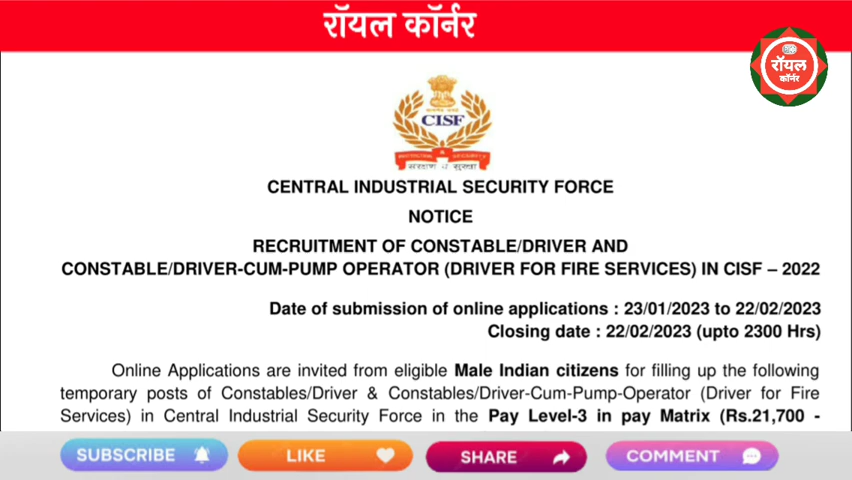 रॉयल कॉर्नर
रॉयल
कॉर्नर
CISF
CENTRAL INDUSTRIAL SECURITY FORCE
NOTICE
RECRUITMENT OF CONSTABLE/DRIVER AND
CONSTABLE/DRIVER-CUM-PUMP OPERATOR (DRIVER FOR FIRE SERVICES) IN CISF – 2022
Date of submission of online applications : 23/01/2023 to 22/02/2023
Closing date : 22/02/2023 (upto 2300 Hrs)
Online Applications are invited from eligible Male Indian citizens for filling up the following
temporary posts of Constables/Driver & Constables/Driver-Cum-Pump-Operator (Driver for Fire
Services) in Central Industrial Security Force in the Pay Level-3 in pay Matrix (Rs.21,700 -
SUBSCRIBE
LIKE
SHARE
COMMENT